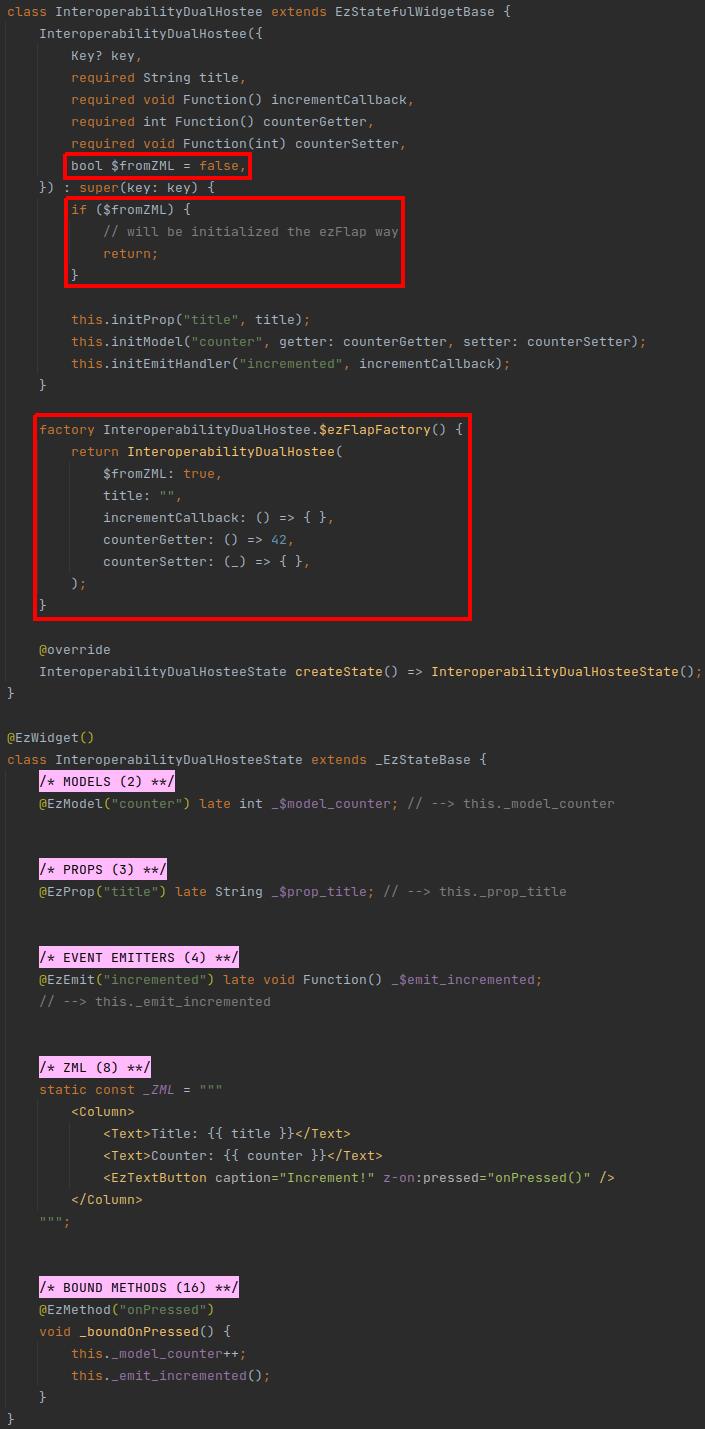 class InteroperabilityDualHostee extends EzStatefulWidgetBase {
    InteroperabilityDualHostee({
        Key? key,
        required String title,
        required void Function() incrementCallback,
        required int Function() counterGetter,
        required void Function(int) counterSetter,
        bool $fromZML = false,
    }) : super(key: key) {
        if ($fromZML) {
            // will be initialized the ezFlap way
            return;
        }

        this.initProp("title", title);
        this.initModel("counter", getter: counterGetter, setter: counterSetter);
        this.initEmitHandler("incremented", incrementCallback);
    }

    factory InteroperabilityDualHostee.$ezFlapFactory() {
        return InteroperabilityDualHostee(
            $fromZML: true,
            title: "",
            incrementCallback: () => { },
            counterGetter: () => 42,
            counterSetter: (_) => { },
        );
    }

    @override
    InteroperabilityDualHosteeState createState() => InteroperabilityDualHosteeState();
}

@EzWidget()
class InteroperabilityDualHosteeState extends _EzStateBase {
    /* MODELS (2) **/
    @EzModel("counter") late int _$model_counter; // --> this._model_counter


    /* PROPS (3) **/
    @EzProp("title") late String _$prop_title; // --> this._prop_title


    /* EVENT EMITTERS (4) **/
    @EzEmit("incremented") late void Function() _$emit_incremented;
    // --> this._emit_incremented


    /* ZML (8) **/
    static const _ZML = """
        <Column>
            <Text>Title: {{ title }}</Text>
            <Text>Counter: {{ counter }}</Text>
            <EzTextButton caption="Increment!" z-on:pressed="onPressed()" />
        </Column>
    """;


    /* BOUND METHODS (16) **/
    @EzMethod("onPressed")
    void _boundOnPressed() {
        this._model_counter++;
        this._emit_incremented();
    }
}